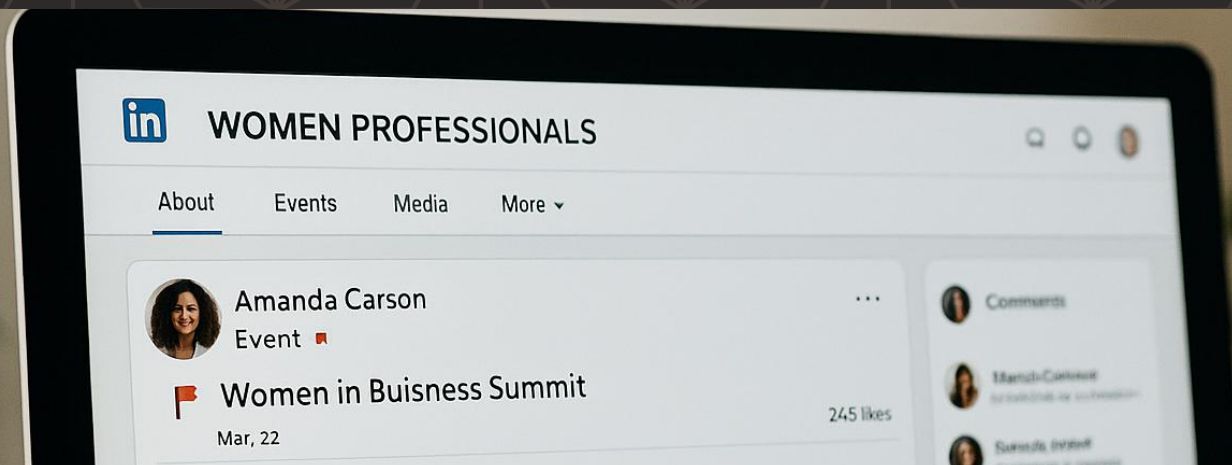 in
WOMEN PROFESSIONALS
About
Events
Media
More
Amanda Carson
Event
Women in Buisness Summit
Mar, 22
245 likes